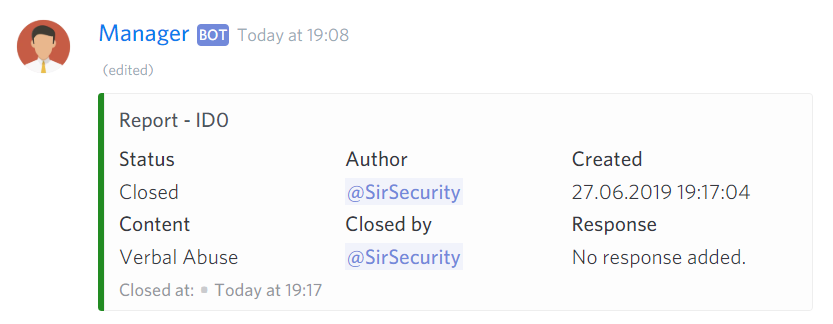 Manager BOT Today at 19:08
(edited)
Report - ID0
Status Author Created
Closed @SirSecurity 27.06.2019 19:17:04
Content Closed by Response
Verbal Abuse @SirSecurity No response added.
Closed at: ▪ Today at 19:17